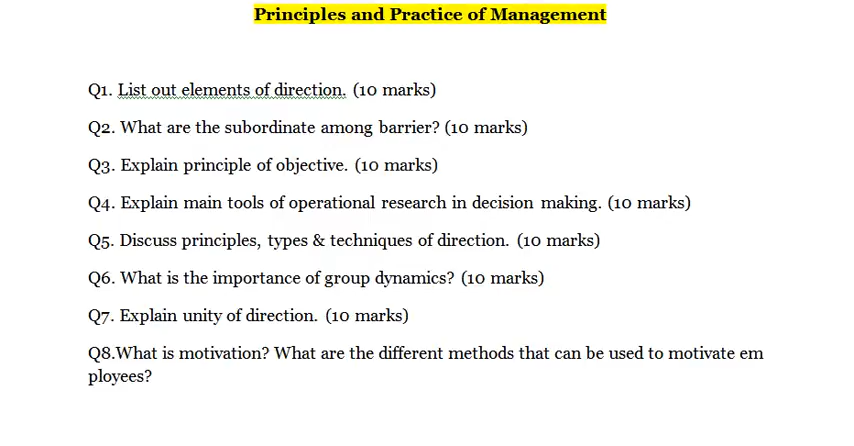 Principles and Practice of Management
Q1. List out elements of direction. (10 marks)
Q2. What are the subordinate among barrier? (10 marks)
Q3. Explain principle of objective. (10 marks)
Q4. Explain main tools of operational research in decision making. (10 marks)
Q5. Discuss principles, types & techniques of direction. (10 marks)
Q6. What is the importance of group dynamics? (10 marks)
Q7. Explain unity of direction. (10 marks)
Q8.What is motivation? What are the different methods that can be used to motivate em
ployees?